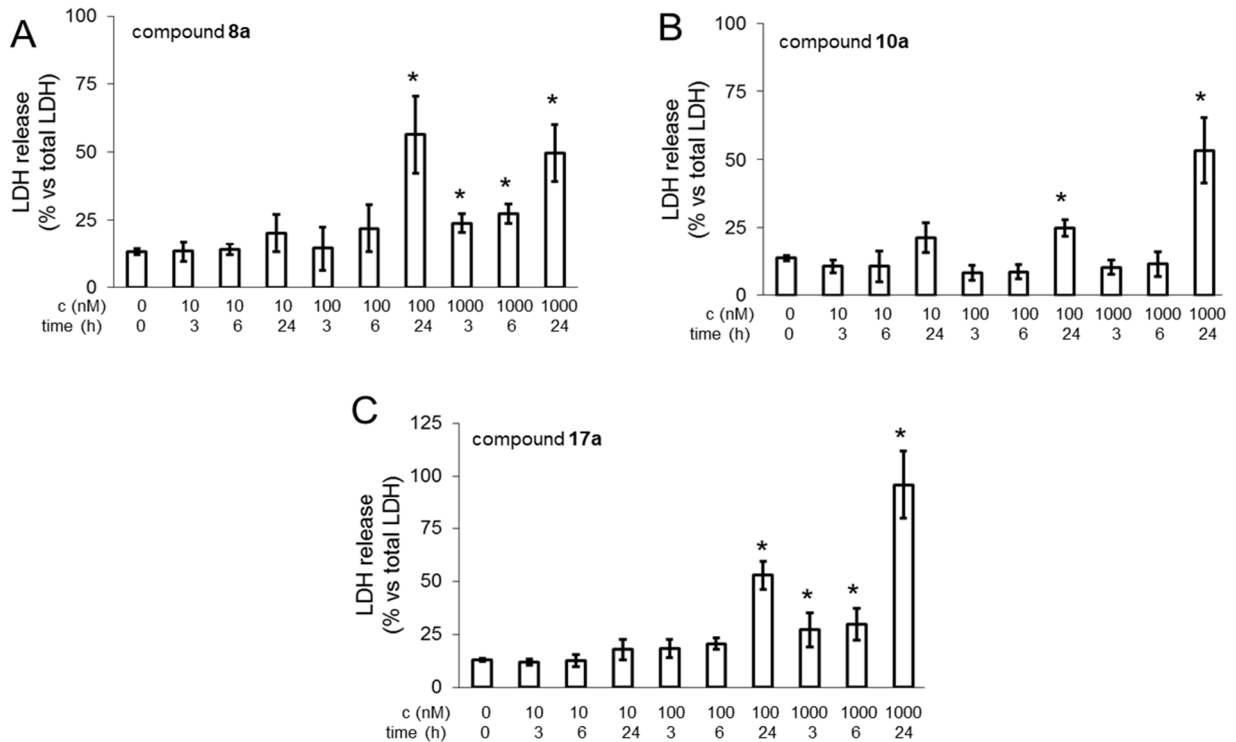 A
compound 8a
LDH release
(% vs total LDH)
100
75
50
25
0
* * * *
c (nM) 0 10 10 10 100 100 100 1000 1000 1000
time (h) 0 3 6 24 3 6 24 3 6 24
B
compound 10a
LDH release
(% vs total LDH)
100
75
50
25
0
* *
c (nM) 0 10 10 10 100 100 100 1000 1000 1000
time (h) 0 3 6 24 3 6 24 3 6 24
C
compound 17a
LDH release
(% vs total LDH)
125
100
75
50
25
0
* * * *
c (nM) 0 10 10 10 100 100 100 1000 1000 1000
time (h) 0 3 6 24 3 6 24 3 6 24